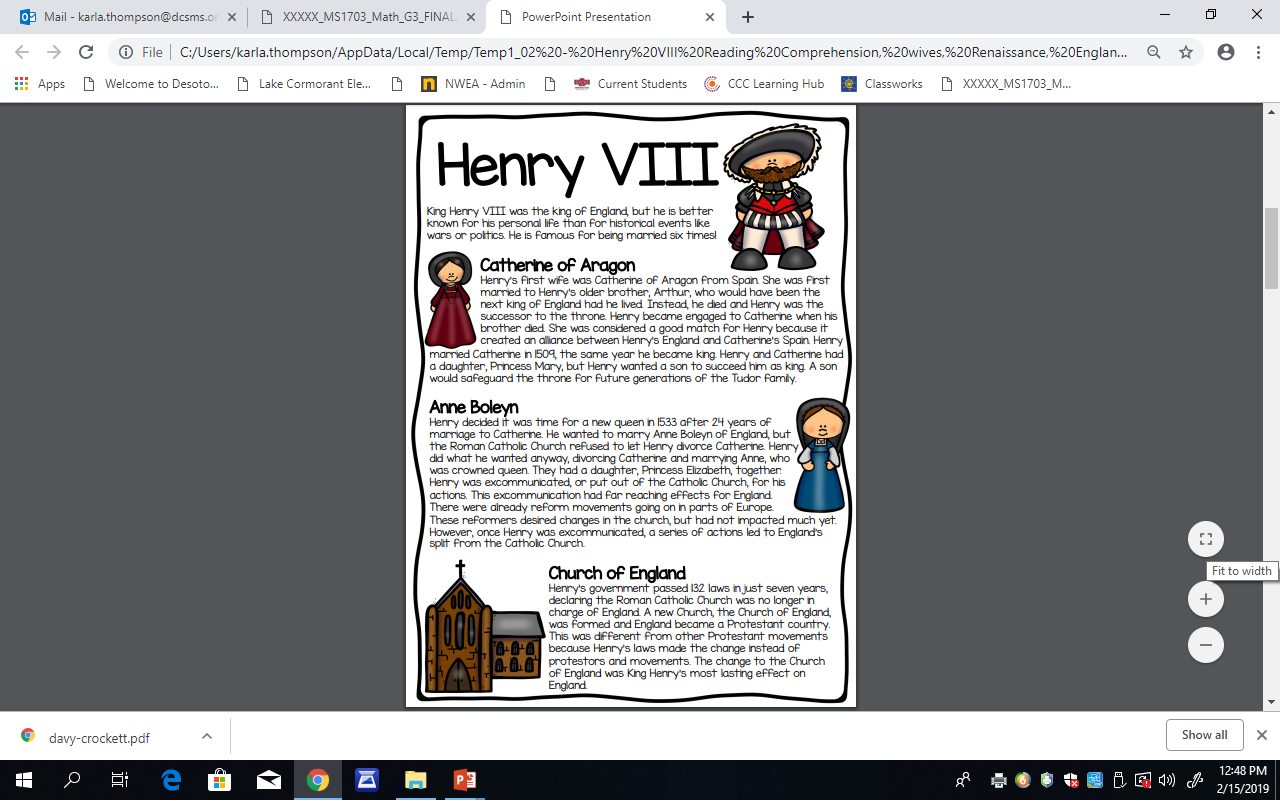 Mail - karla.thompson@dcsms.or
XXXXX_MS1703_Math_G3_FINAL.
PowerPoint Presentation
File
C:/Users/karla.thompson/AppData/Local/Temp/Temp1_02%20-%20Henry%20VIII%20Reading%20Comprehension,%20wives,%20Renaissance,%20Englan...
Apps
Welcome to Desoto...
Lake Cormorant Ele...
NWEA - Admin
Current Students
CCC Learning Hub
Classworks
XXXXX_MS1703_M...
Henry VIII
King Henry VIII was the king of England, but he is better
known for his personal life than for historical events like
wars or politics. He is famous for being married six times!
Catherine of Aragon
Henry's first wife was Catherine of Aragon from Spain. She was first
married to Henry's older brother, Arthur, who would have been the
next king of England had he lived. Instead, he died and Henry was the
successor to the throne. Henry became engaged to Catherine when his
brother died. She was considered a good match for Henry because it
created an alliance between Henry's England and Catherine's Spain. Henry
married Catherine in 1509, the same year he became king. Henry and Catherine had
a daughter, Princess Mary, but Henry wanted a son to succeed him as king. A son
would safeguard the throne for future generations of the Tudor family.
Anne Boleyn
Henry decided it was time for a new queen in 1533 after 24 years of
marriage to Catherine. He wanted to marry Anne Boleyn of England, but
the Roman Catholic Church refused to let Henry divorce Catherine. Henry
did what he wanted anyway, divorcing Catherine and marrying Anne, who
was crowned queen. They had a daughter, Princess Elizabeth, together.
Henry was excommunicated, or put out of the Catholic Church, for his
actions. This excommunication had far reaching effects for England.
There were already reform movements going on in parts of Europe.
These reformers desired changes in the church, but had not impacted much yet.
However, once Henry was excommunicated, a series of actions led to England's
split from the Catholic Church.
Church of England
Henry's government passed 132 laws in just seven years,
declaring the Roman Catholic Church was no longer in
charge of England. A new Church, the Church of England,
was formed and England became a Protestant country.
This was different from other Protestant movements
because Henry's laws made the change instead of
protestors and movements. The change to the Church
of England was King Henry's most lasting effect on
England.
Fit to width
davy-crockett.pdf
Show all
12:48 PM
2/15/2019